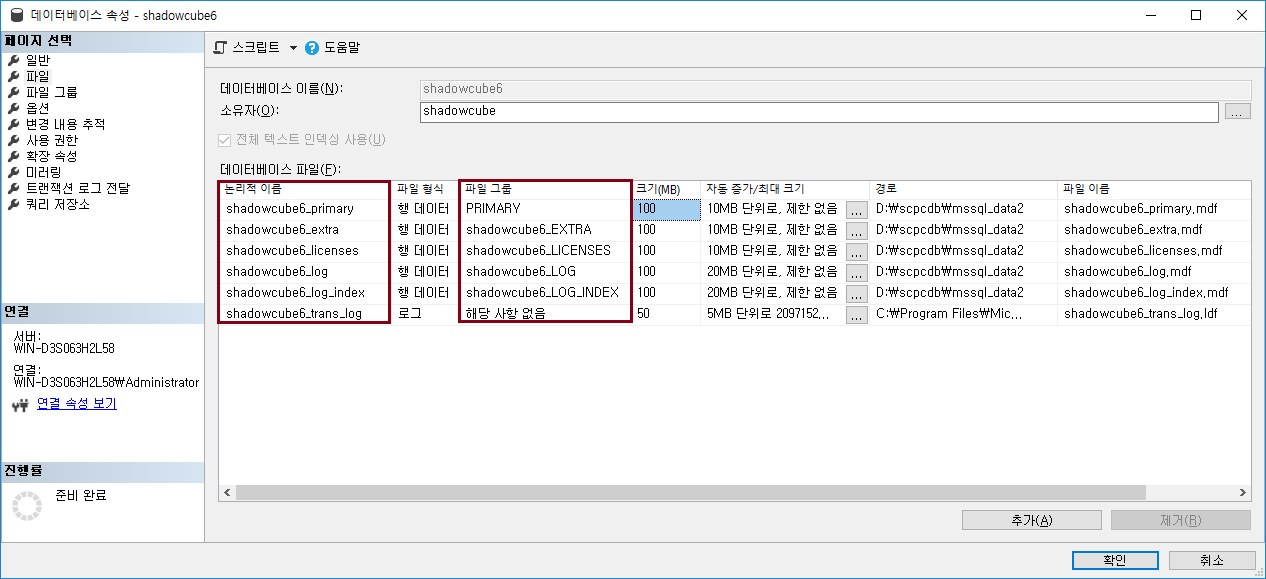 데이터베이스 속성 - shadowcube6
페이지 선택
일반
파일
파일 그룹
옵션
변경 내용 추적
사용 권한
확장 속성
미러링
트랜잭션 로그 전달
쿼리 저장소
연결
서버:
WIN-D3S063H2L58
연결:
WIN-D3S063H2L58₩Administrator
연결 속성 보기
진행률
준비 완료
스크립트 도움말
데이터베이스 이름(N): shadowcube6
소유자(O): shadowcube ...
전체 텍스트 인덱싱 사용(U)
데이터베이스 파일(F):
논리적 이름 파일 형식 파일 그룹 크기(MB) 자동 증가/최대 크기 경로 파일 이름
shadowcube6_primary 행 데이터 PRIMARY 100 10MB 단위로, 제한 없음 ... D:₩scpcdb₩mssql_data2 shadowcube6_primary.mdf
shadowcube6_extra 행 데이터 shadowcube6_EXTRA 100 10MB 단위로, 제한 없음 ... D:₩scpcdb₩mssql_data2 shadowcube6_extra.mdf
shadowcube6_licenses 행 데이터 shadowcube6_LICENSES 100 10MB 단위로, 제한 없음 ... D:₩scpcdb₩mssql_data2 shadowcube6_licenses.mdf
shadowcube6_log 행 데이터 shadowcube6_LOG 100 20MB 단위로, 제한 없음 ... D:₩scpcdb₩mssql_data2 shadowcube6_log.mdf
shadowcube6_log_index 행 데이터 shadowcube6_LOG_INDEX 100 20MB 단위로, 제한 없음 ... D:₩scpcdb₩mssql_data2 shadowcube6_log_index.mdf
shadowcube6_trans_log 로그 해당 사항 없음 50 5MB 단위로 2097152... ... C:₩Program Files₩Mic... shadowcube6_trans_log.ldf
추가(A) 제거(R)
확인 취소